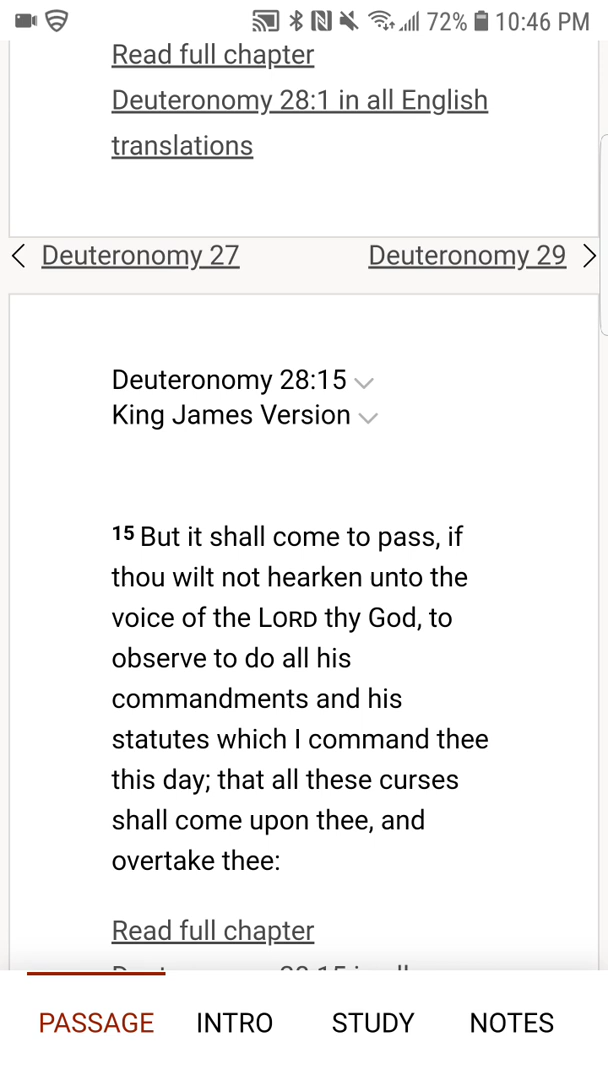 72% 10:46 PM
Read full chapter
Deuteronomy 28:1 in all English
translations
Deuteronomy 27 Deuteronomy 29
Deuteronomy 28:15
King James Version
15 But it shall come to pass, if
thou wilt not hearken unto the
voice of the LORD thy God, to
observe to do all his
commandments and his
statutes which I command thee
this day; that all these curses
shall come upon thee, and
overtake thee:
Read full chapter
PASSAGE INTRO STUDY NOTES